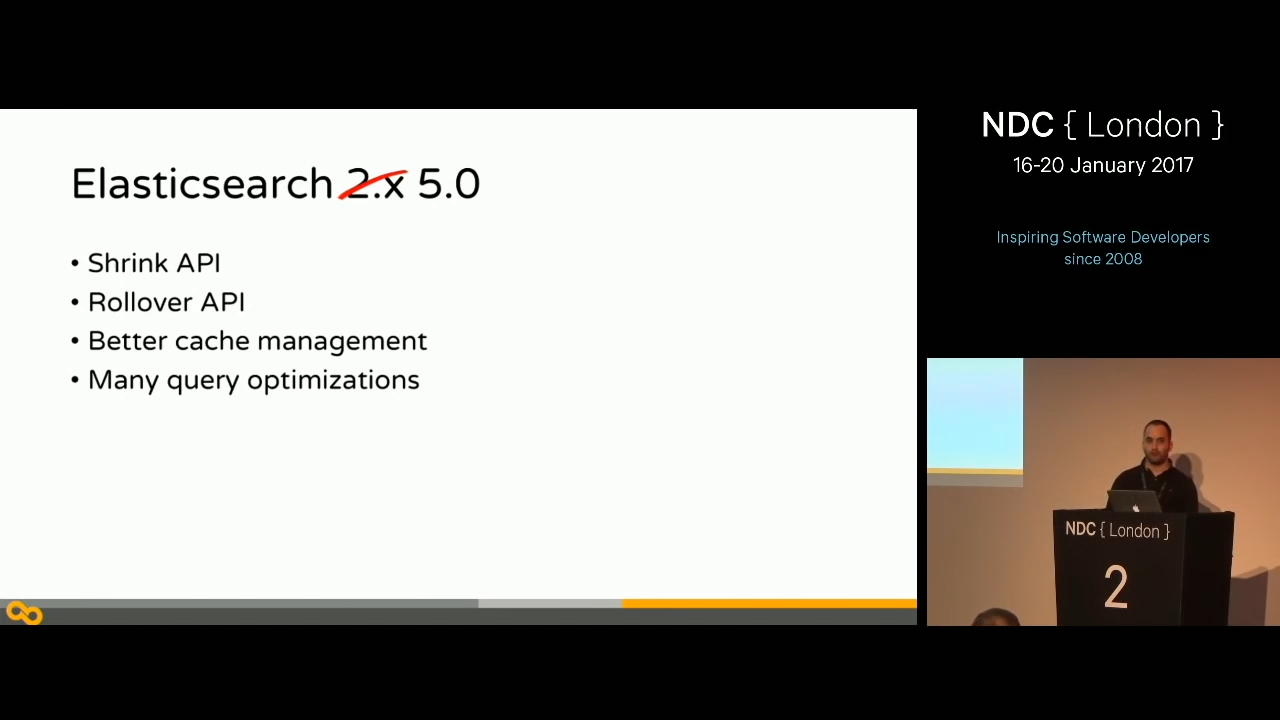 Elasticsearch 2.x 5.0
• Shrink API
• Rollover API
• Better cache management
• Many query optimizations
NDC { London }
16-20 January 2017
Inspiring Software Developers
since 2008
NDC { London }
2